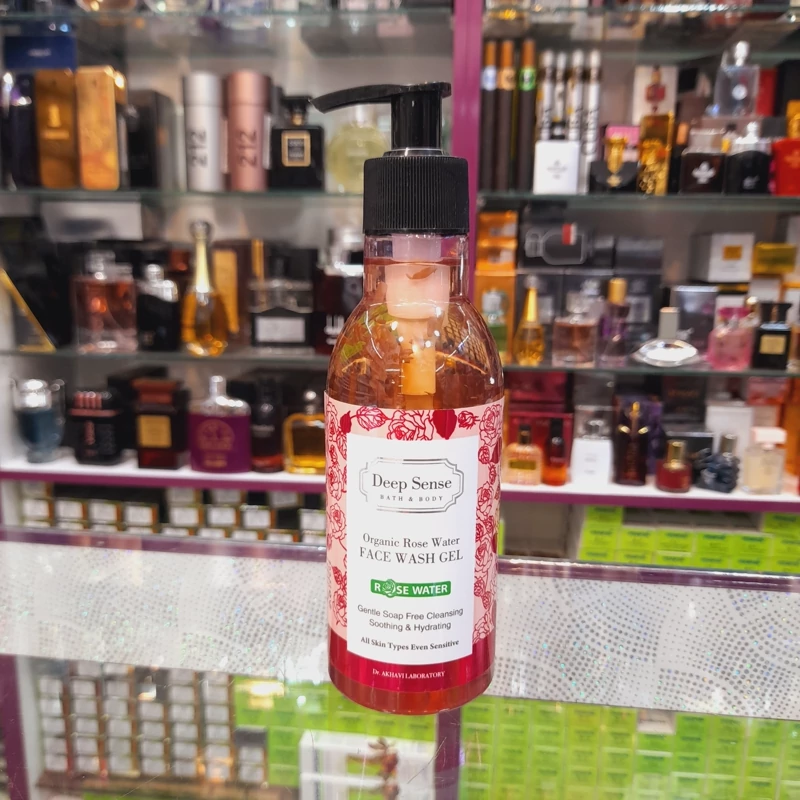 212
212
Deep Sense
BATH & BODY
Organic Rose Water
FACE WASH GEL
ROSE WATER
Gentle Soap Free Cleansing
Soothing & Hydrating
All Skin Types Even Sensitive
Dr. AKHAVI LABORATORY